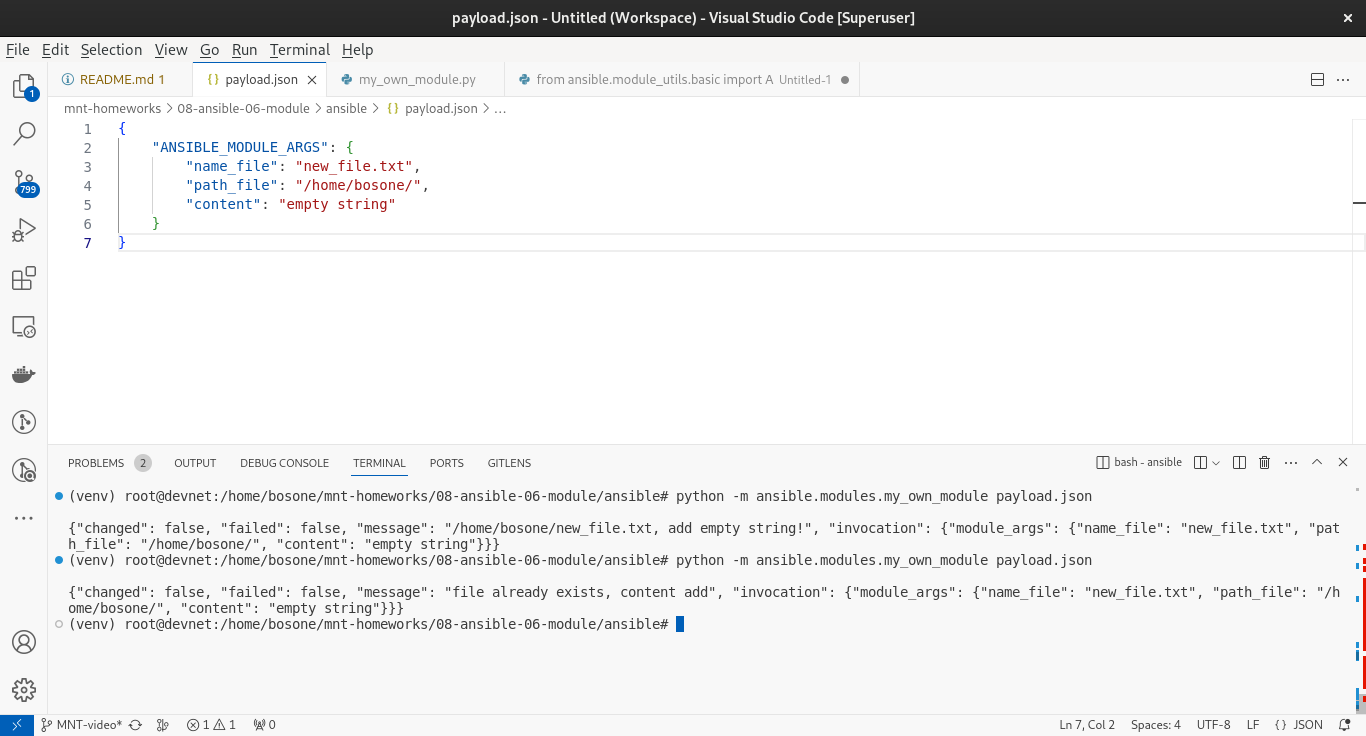 payload.json - Untitled (Workspace) - Visual Studio Code [Superuser]
File Edit Selection View Go Run Terminal Help
README.md 1 payload.json my_own_module.py from ansible.module_utils.basic import A Untitled-1
mnt-homeworks > 08-ansible-06-module > ansible > {} payload.json > ...
1 {
2 "ANSIBLE_MODULE_ARGS": {
3 "name_file": "new_file.txt",
4 "path_file": "/home/bosone/",
5 "content": "empty string"
6 }
7 }
1
799
PROBLEMS 2 OUTPUT DEBUG CONSOLE TERMINAL PORTS GITLENS bash - ansible
(venv) root@devnet:/home/bosone/mnt-homeworks/08-ansible-06-module/ansible# python -m ansible.modules.my_own_module payload.json
{"changed": false, "failed": false, "message": "/home/bosone/new_file.txt, add empty string!", "invocation": {"module_args": {"name_file": "new_file.txt", "pat
h_file": "/home/bosone/", "content": "empty string"}}}
(venv) root@devnet:/home/bosone/mnt-homeworks/08-ansible-06-module/ansible# python -m ansible.modules.my_own_module payload.json
{"changed": false, "failed": false, "message": "file already exists, content add", "invocation": {"module_args": {"name_file": "new_file.txt", "path_file": "/h
ome/bosone/", "content": "empty string"}}}
(venv) root@devnet:/home/bosone/mnt-homeworks/08-ansible-06-module/ansible#
MNT-video* 1 1 0 Ln 7, Col 2 Spaces: 4 UTF-8 LF {} JSON